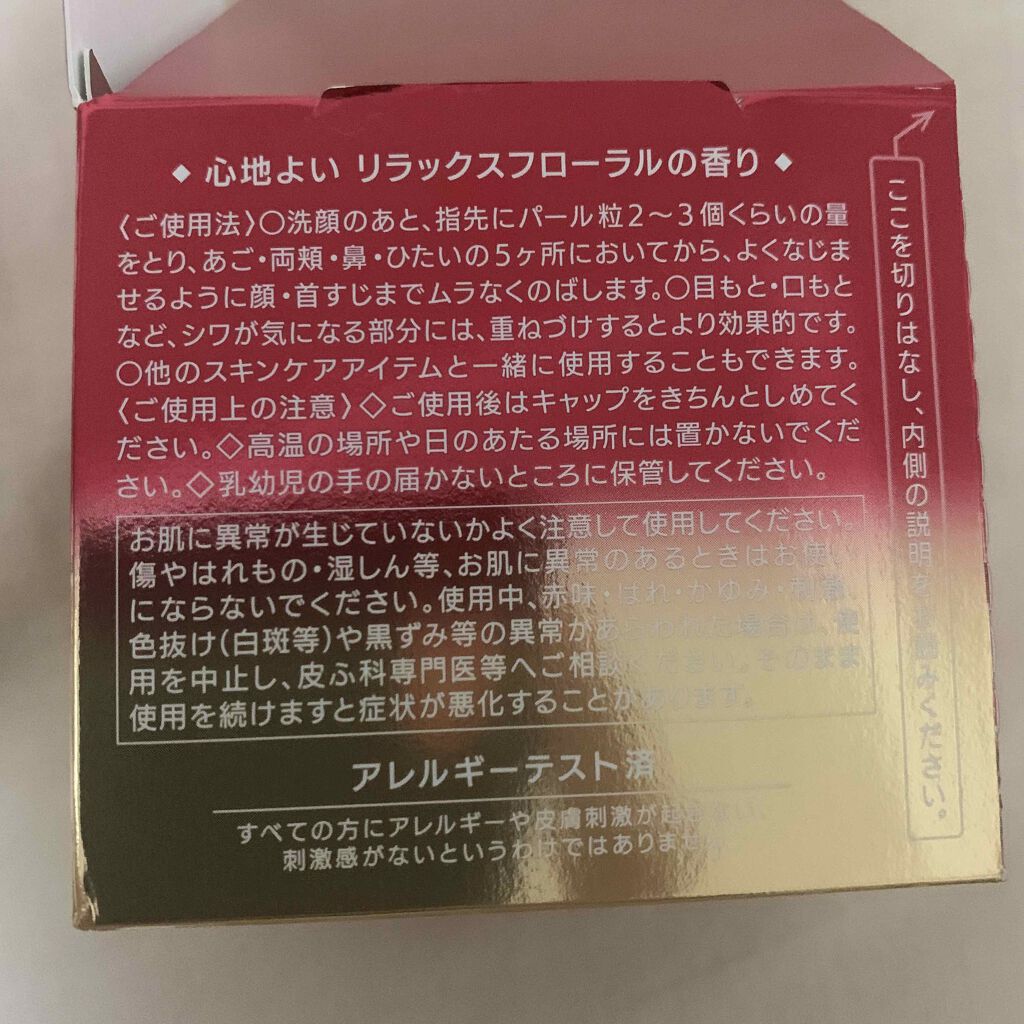 ◆ 心地よい リラックスフローラルの香り ◆
〈ご使用法〉○洗顔のあと、指先にパール粒2〜3個くらいの量
をとり、あご・両頬・鼻・ひたいの5ヶ所においてから、よくなじま
せるように顔・首すじまでムラなくのばします。○目もと・口もと
など、シワが気になる部分には、重ねづけするとより効果的です。
○他のスキンケアアイテムと一緒に使用することもできます。
〈ご使用上の注意〉◇ご使用後はキャップをきちんとしめてく
ださい。◇高温の場所や日のあたる場所には置かないでくだ
さい。◇乳幼児の手の届かないところに保管してください。
お肌に異常が生じていないかよく注意して使用してください。
傷やはれもの・湿しん等、お肌に異常のあるときはお使い
にならないでください。使用中、赤味・はれ・かゆみ・刺激、
色抜け(白斑等)や黒ずみ等の異常があらわれた場合は、使
用を中止し、皮ふ科専門医等へご相談ください。そのまま
使用を続けますと症状が悪化することがあります。
アレルギーテスト済
すべての方にアレルギーや皮膚刺激が起きない、
刺激感がないというわけではありません
ここを切りはなし、内側の説明をお読みください。